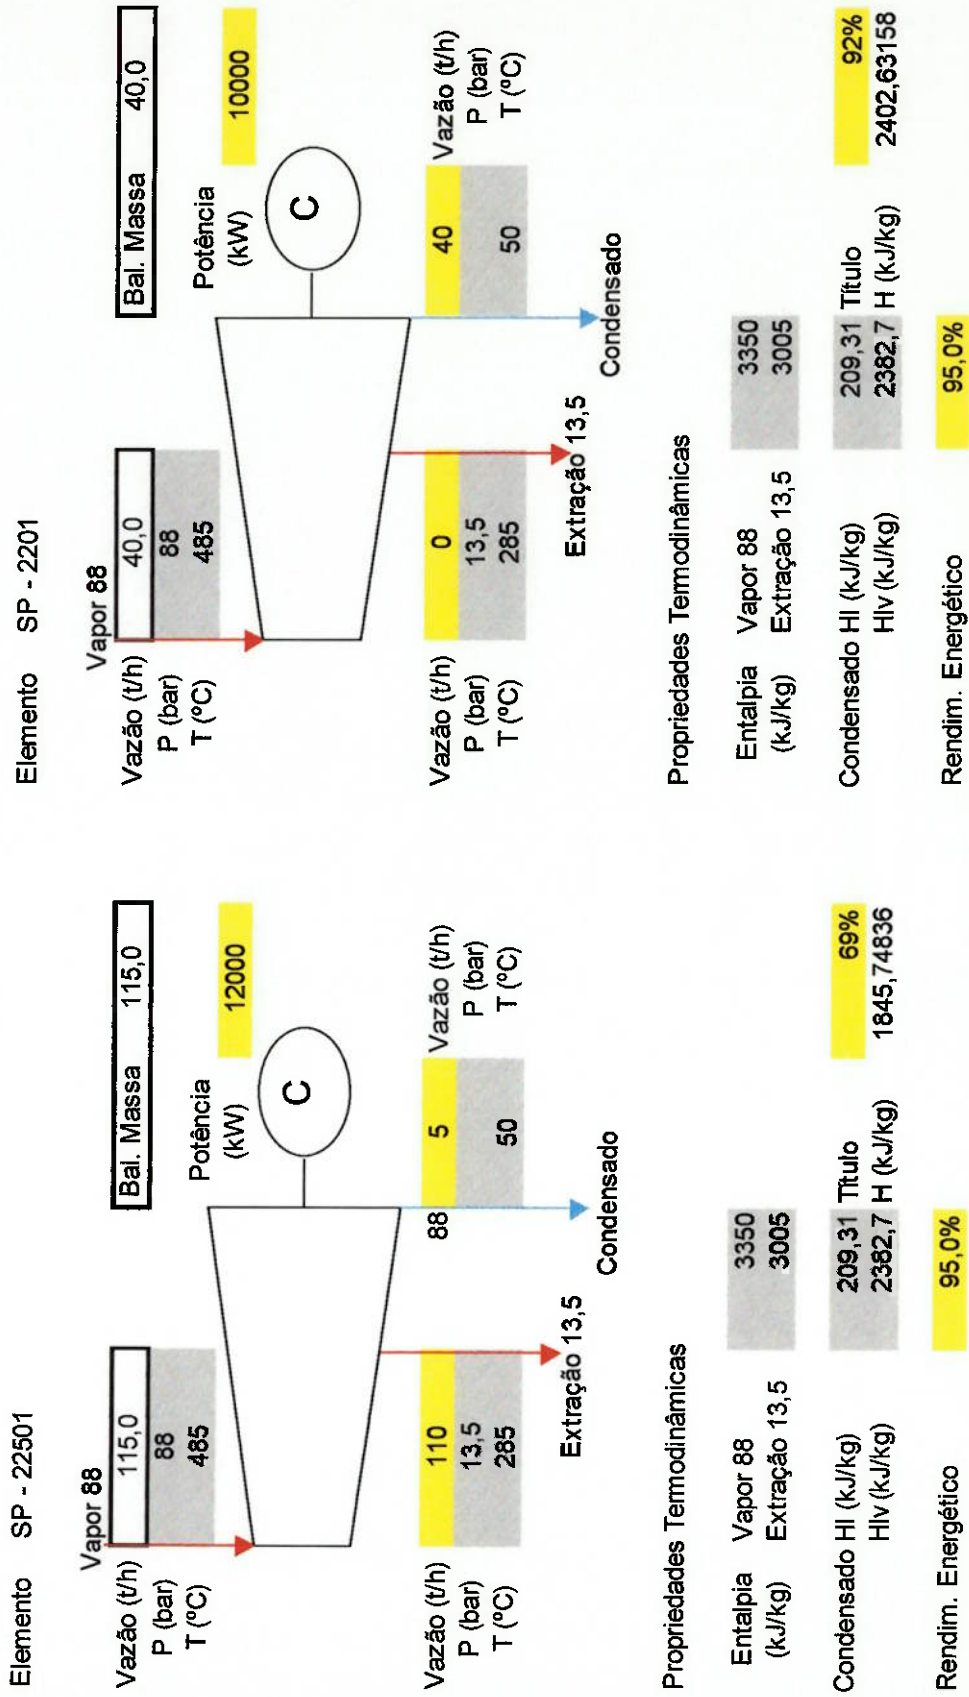 Elemento SP - 22501
Vapor 88
Bal. Massa 115,0
Vazão (t/h) 115,0
P (bar) 88
T (ºC) 485
Potência
(kW)
12000
C
88
Vazão (t/h) 110
P (bar) 13,5
T (ºC) 285
5 Vazão (t/h)
P (bar)
50 T (ºC)
Extração 13,5
Condensado
Propriedades Termodinâmicas
Entalpia Vapor 88 3350
(kJ/kg) Extração 13,5 3005
Condensado Hl (kJ/kg) 209,31 Título 69%
Hlv (kJ/kg) 2382,7 H (kJ/kg) 1845,74836
Rendim. Energético 95,0%
Elemento SP - 2201
Vapor 88
Bal. Massa 40,0
Vazão (t/h) 40,0
P (bar) 88
T (ºC) 485
Potência
(kW)
10000
C
Vazão (t/h) 0
P (bar) 13,5
T (ºC) 285
40 Vazão (t/h)
P (bar)
50 T (ºC)
Extração 13,5
Condensado
Propriedades Termodinâmicas
Entalpia Vapor 88 3350
(kJ/kg) Extração 13,5 3005
Condensado Hl (kJ/kg) 209,31 Título 92%
Hlv (kJ/kg) 2382,7 H (kJ/kg) 2402,63158
Rendim. Energético 95,0%